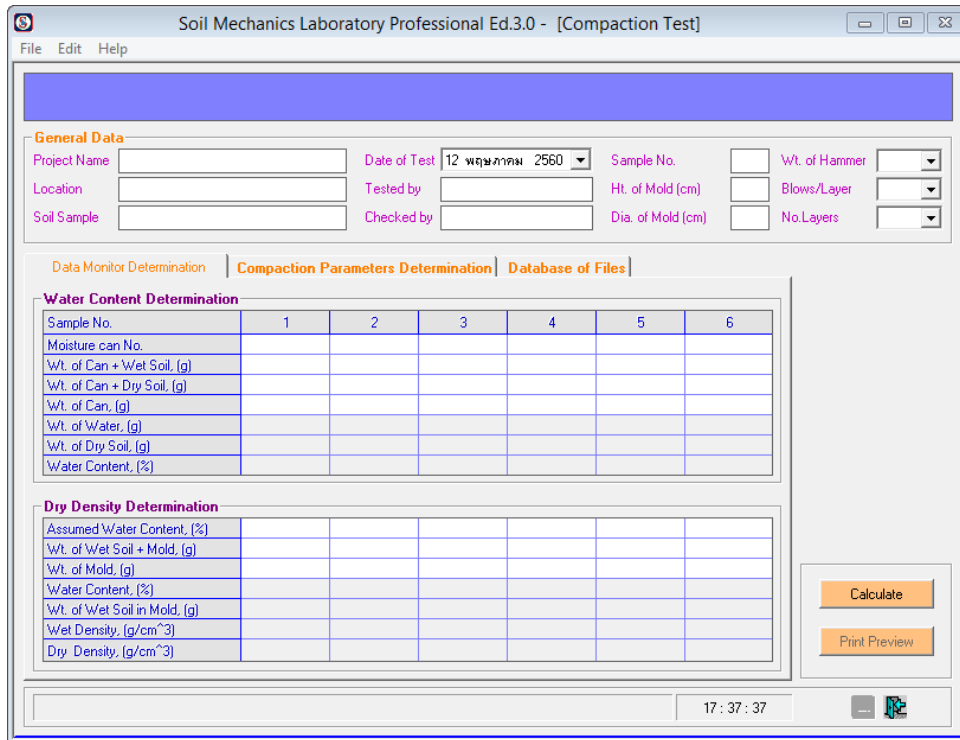 Soil Mechanics Laboratory Professional Ed.3.0 - [Compaction Test]
File Edit Help
General Data
Project Name
Date of Test 12 พฤษภาคม 2560
Sample No.
Wt. of Hammer
Location
Tested by
Ht. of Mold (cm)
Blows/Layer
Soil Sample
Checked by
Dia. of Mold (cm)
No.Layers
Data Monitor Determination
Compaction Parameters Determination
Database of Files
Water Content Determination
Sample No. 1 2 3 4 5 6
Moisture can No.
Wt. of Can + Wet Soil, (g)
Wt. of Can + Dry Soil, (g)
Wt. of Can, (g)
Wt. of Water, (g)
Wt. of Dry Soil, (g)
Water Content, (%)
Dry Density Determination
Assumed Water Content, (%)
Wt. of Wet Soil + Mold, (g)
Wt. of Mold, (g)
Water Content, (%)
Wt. of Wet Soil in Mold, (g)
Wet Density, (g/cm^3)
Dry Density, (g/cm^3)
Calculate
Print Preview
17 : 37 : 37